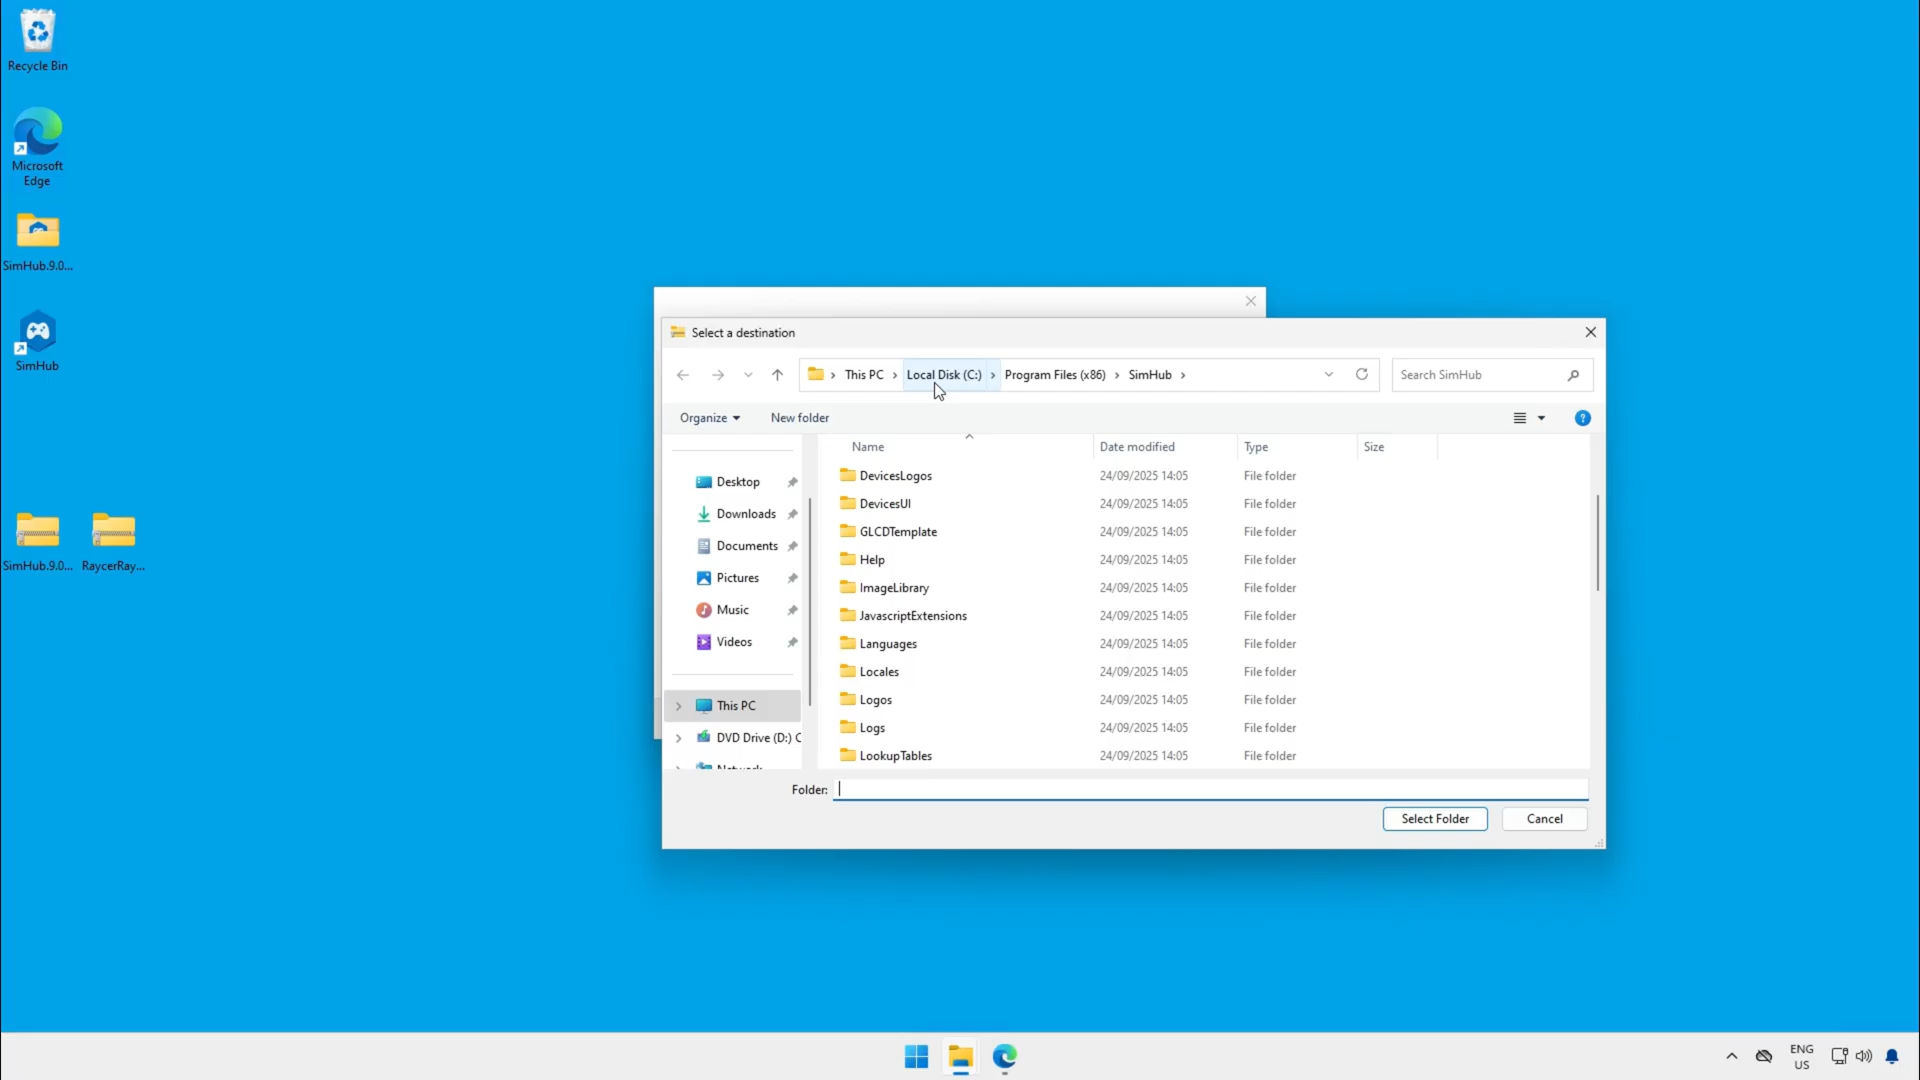 Recycle Bin
Microsoft
Edge
SimHub.9.0...
SimHub
SimHub.9.0...
RaycerRay...
Select a destination
This PC
Local Disk (C:)
Program Files (x86)
SimHub
Search SimHub
Organize
New folder
Name
Date modified
Type
Size
Desktop
Downloads
Documents
Pictures
Music
Videos
This PC
DVD Drive (D:) C
Network
DevicesLogos 24/09/2025 14:05 File folder
DevicesUI 24/09/2025 14:05 File folder
GLCDTemplate 24/09/2025 14:05 File folder
Help 24/09/2025 14:05 File folder
ImageLibrary 24/09/2025 14:05 File folder
JavascriptExtensions 24/09/2025 14:05 File folder
Languages 24/09/2025 14:05 File folder
Locales 24/09/2025 14:05 File folder
Logos 24/09/2025 14:05 File folder
Logs 24/09/2025 14:05 File folder
LookupTables 24/09/2025 14:05 File folder
Folder:
Select Folder
Cancel
ENG
US